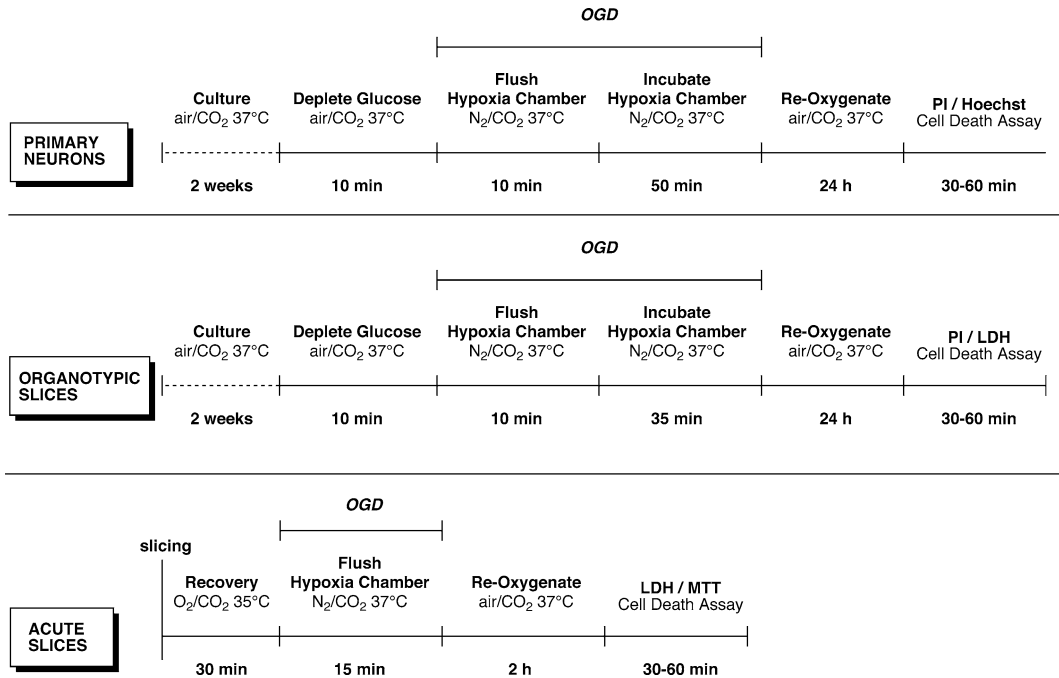 OGD
Culture
air/CO2 37°C
Deplete Glucose
air/CO2 37°C
Flush
Hypoxia Chamber
N2/CO2 37°C
Incubate
Hypoxia Chamber
N2/CO2 37°C
Re-Oxygenate
air/CO2 37°C
PI / Hoechst
Cell Death Assay
PRIMARY
NEURONS
2 weeks
10 min
10 min
50 min
24 h
30-60 min
OGD
Culture
air/CO2 37°C
Deplete Glucose
air/CO2 37°C
Flush
Hypoxia Chamber
N2/CO2 37°C
Incubate
Hypoxia Chamber
N2/CO2 37°C
Re-Oxygenate
air/CO2 37°C
PI / LDH
Cell Death Assay
ORGANOTYPIC
SLICES
2 weeks
10 min
10 min
35 min
24 h
30-60 min
OGD
slicing
Recovery
O2/CO2 35°C
Flush
Hypoxia Chamber
N2/CO2 37°C
Re-Oxygenate
air/CO2 37°C
LDH / MTT
Cell Death Assay
ACUTE
SLICES
30 min
15 min
2 h
30-60 min